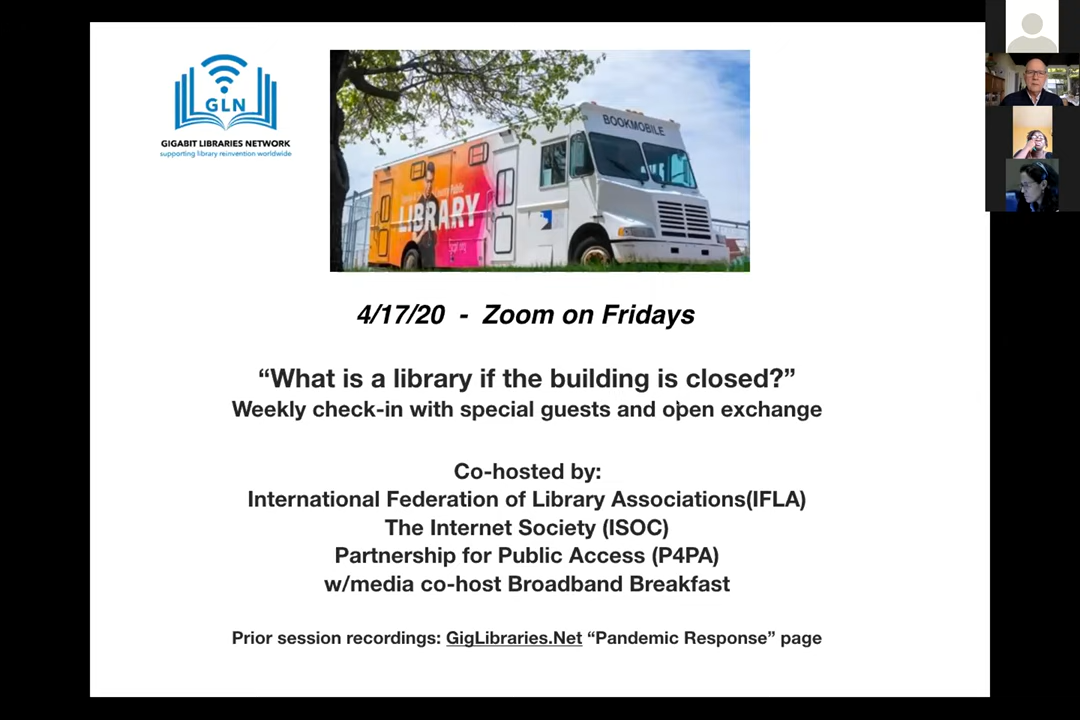 GLN
GIGABIT LIBRARIES NETWORK
supporting library reinvention worldwide
BOOKMOBILE
LIBRARY
4/17/20 - Zoom on Fridays
“What is a library if the building is closed?”
Weekly check-in with special guests and open exchange
Co-hosted by:
International Federation of Library Associations(IFLA)
The Internet Society (ISOC)
Partnership for Public Access (P4PA)
w/media co-host Broadband Breakfast
Prior session recordings: GigLibraries.Net “Pandemic Response” page